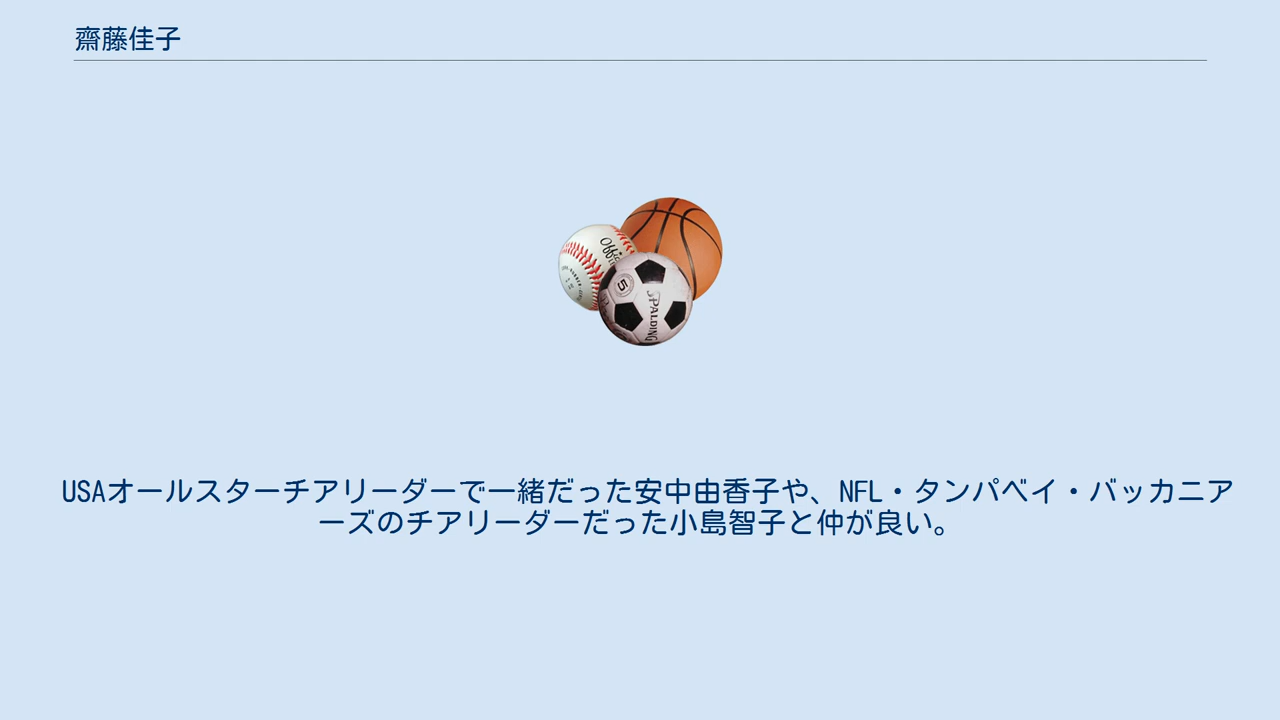 齋藤佳子
Offic
5
SPALDING
USAオールスターチアリーダーで一緒だった安中由香子や、NFL・タンパベイ・バッカニア
ーズのチアリーダーだった小島智子と仲が良い。